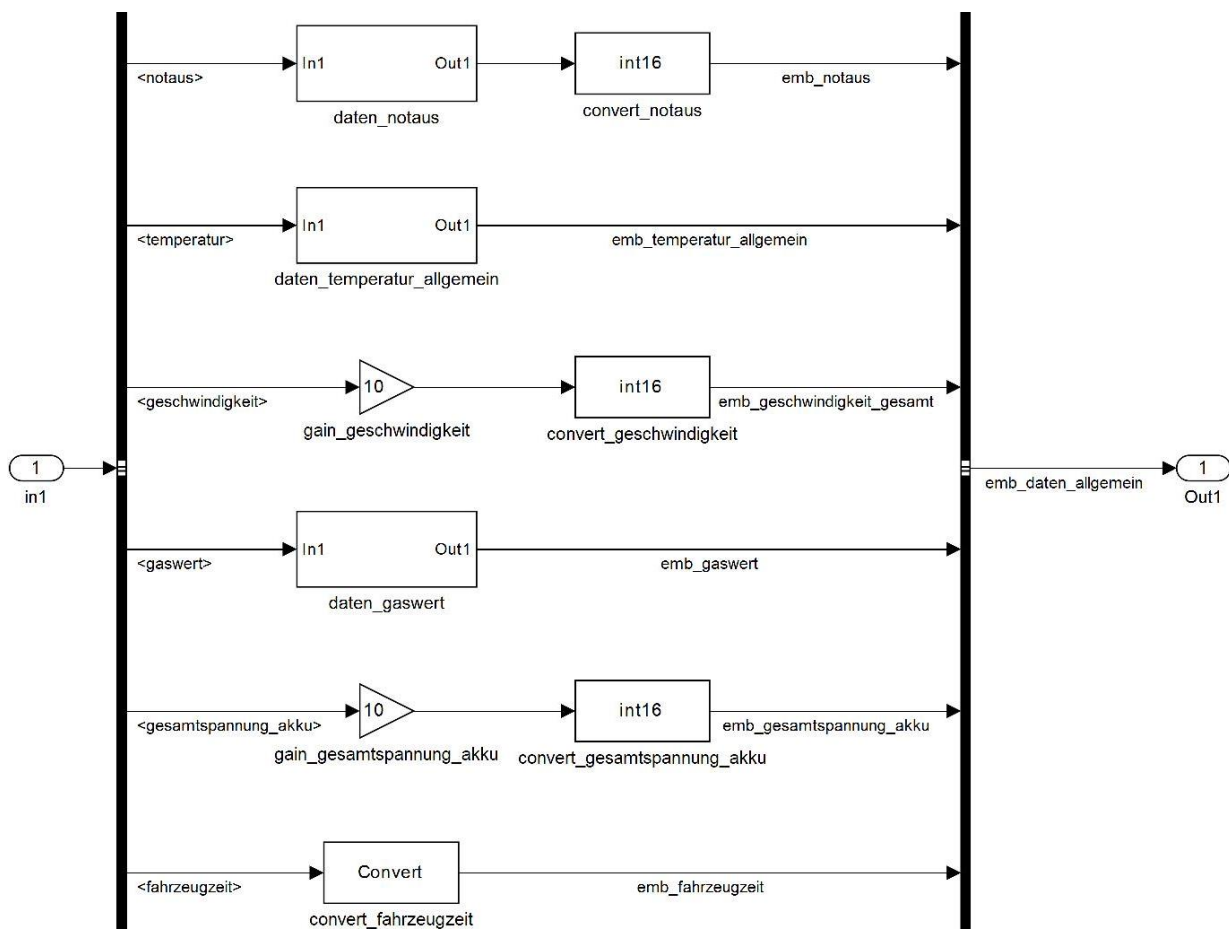 In1 Out1 int16
<notaus> emb_notaus
daten_notaus convert_notaus
In1 Out1
<temperatur> emb_temperatur_allgemein
daten_temperatur_allgemein
10 int16
<geschwindigkeit> emb_geschwindigkeit_gesamt
gain_geschwindigkeit convert_geschwindigkeit
1 1
in1 emb_daten_allgemein Out1
In1 Out1
<gaswert> emb_gaswert
daten_gaswert
10 int16
<gesamtspannung_akku> emb_gesamtspannung_akku
gain_gesamtspannung_akku convert_gesamtspannung_akku
Convert
<fahrzeugzeit> emb_fahrzeugzeit
convert_fahrzeugzeit